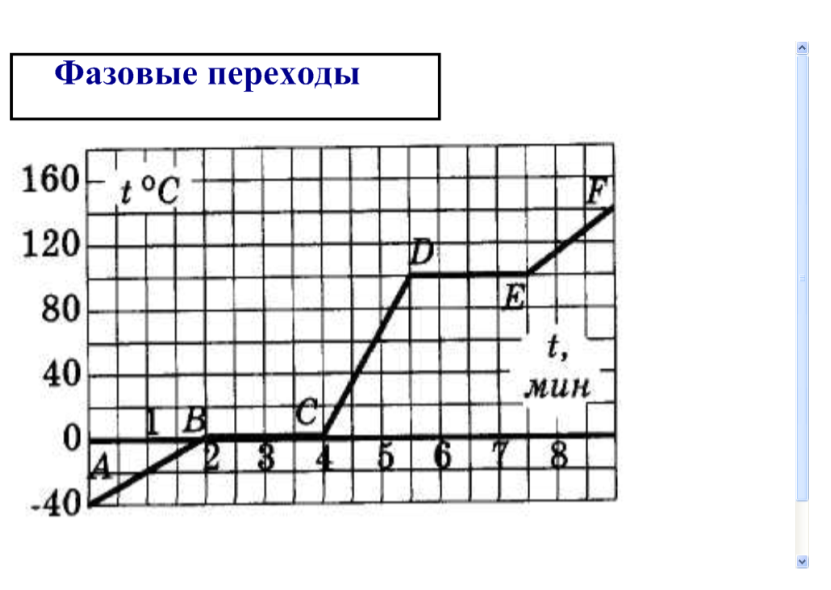 Фазовые переходы
160
t °C
F
120
D
80
E
t,
40
мин
1
B
C
0
A
2 3 4 5 6 7 8
-40